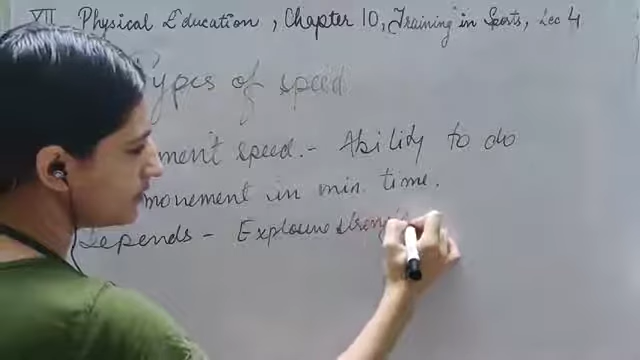 XII - Physical Education, Chapter 10, Training in Sports, Lec 4
Types of speed
ment speed. - Ability to do
movement in min. time.
Depends - Explosive streng